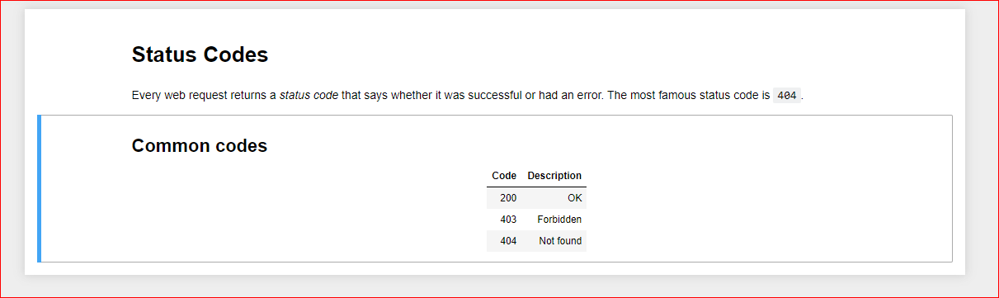 Status Codes
Every web request returns a status code that says whether it was successful or had an error. The most famous status code is 404.
Common codes
Code Description
200 OK
403 Forbidden
404 Not found